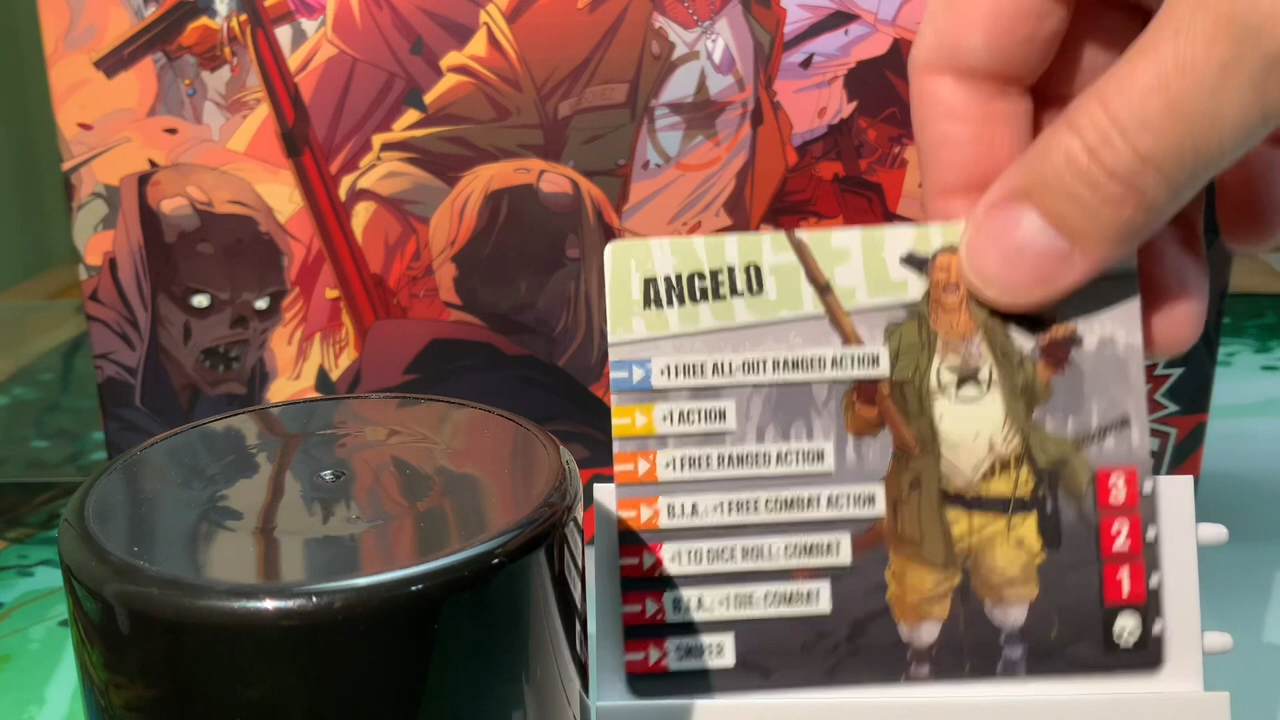 ANGELO
+1 FREE ALL-OUT RANGED ACTION
+1 ACTION
+1 FREE RANGED ACTION
B.I.A.: +1 FREE COMBAT ACTION
+1 TO DICE ROLL: COMBAT
B.I.A.: +1 DIE: COMBAT
SNIPER
3
2
1